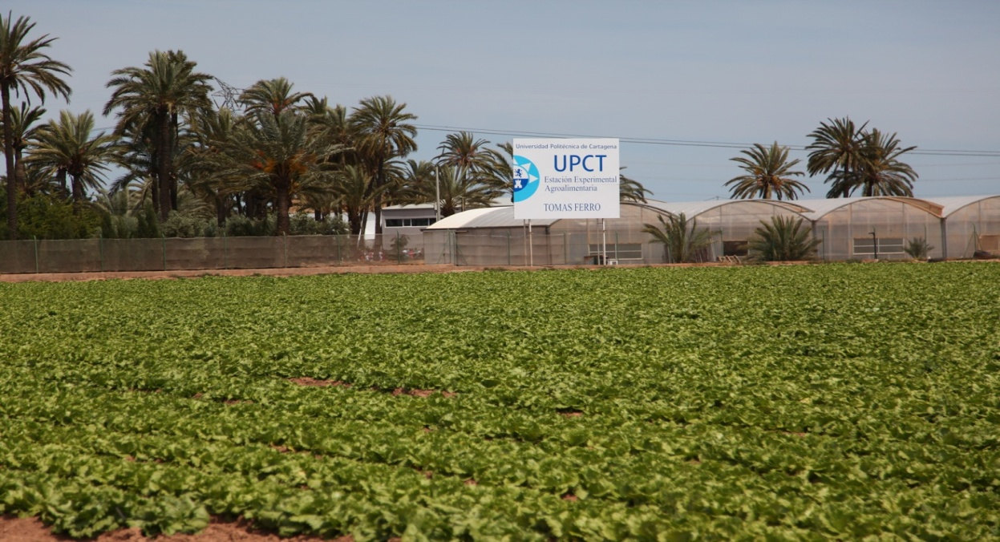 Universidad Politécnica de Cartagena
UPCT
Estación Experimental
Agroalimentaria
TOMAS FERRO